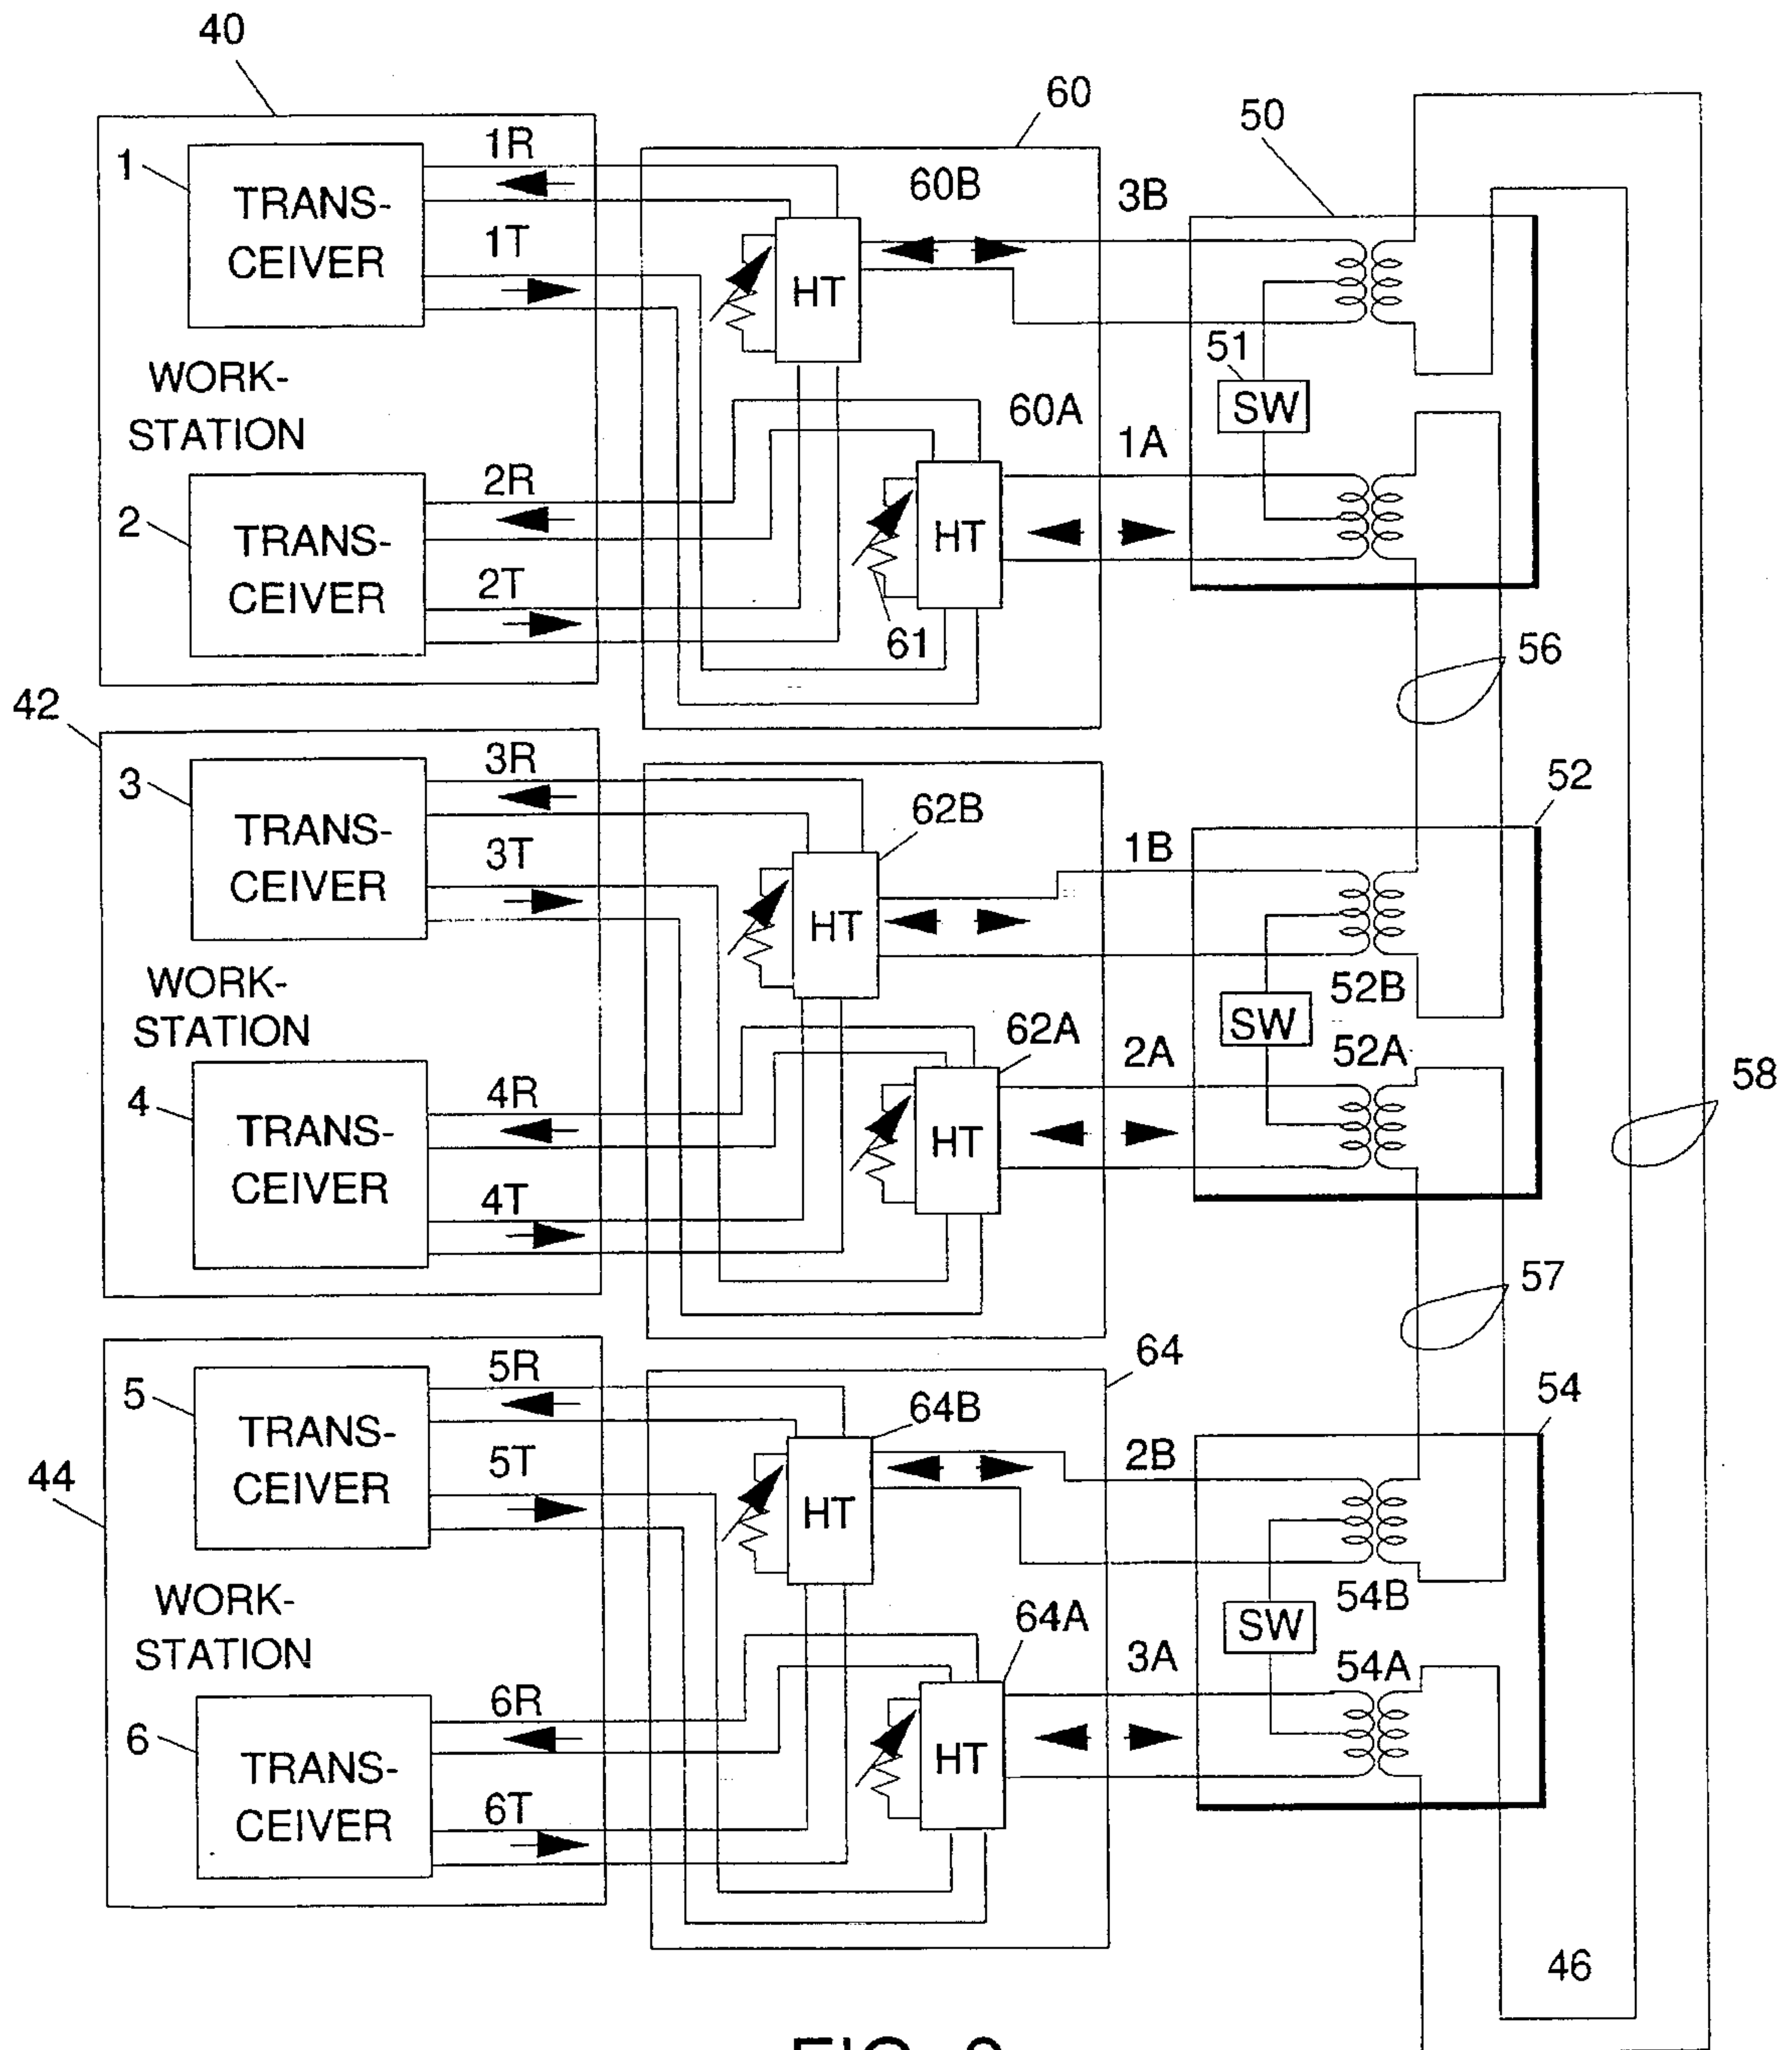 40
60
50
1
1R
60B
3B
TRANS-
CEIVER
1T
HT
51
SW
WORK-
STATION
60A
1A
2R
2
TRANS-
CEIVER
HT
2T
61
56
42
3R
52
3
62B
TRANS-
CEIVER
3T
1B
HT
WORK-
STATION
52B
SW
62A
2A
52A
58
4R
4
TRANS-
CEIVER
HT
4T
57
64
5R
5
54
64B
TRANS-
CEIVER
2B
44
5T
HT
WORK-
STATION
54B
64A
SW
3A
54A
6R
6
TRANS-
CEIVER
HT
6T
46